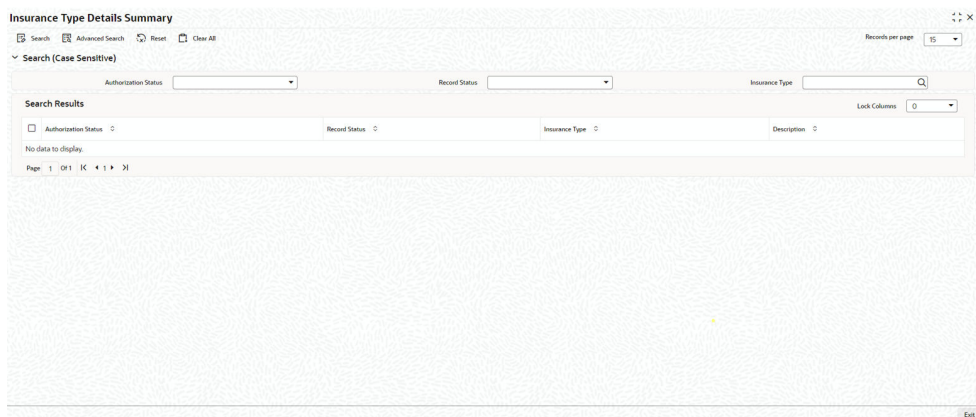 Insurance Type Details Summary
Search Advanced Search Reset Clear All Records per page 15
Search (Case Sensitive)
Authorization Status Record Status Insurance Type
Search Results Lock Columns 0
Authorization Status Record Status Insurance Type Description
No data to display.
Page 1 Of 1 1
Exit